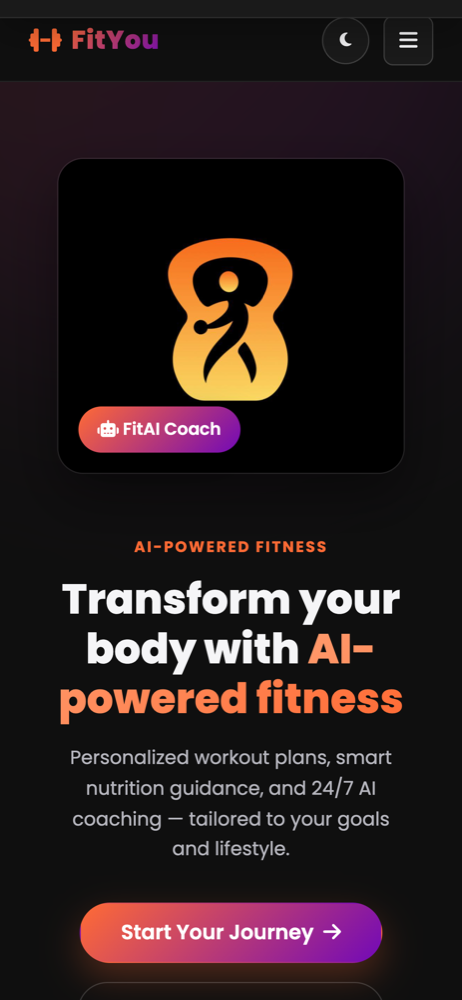 FitYou
FitAI Coach
AI-POWERED FITNESS
Transform your
body with AI-
powered fitness
Personalized workout plans, smart
nutrition guidance, and 24/7 AI
coaching — tailored to your goals
and lifestyle.
Start Your Journey →